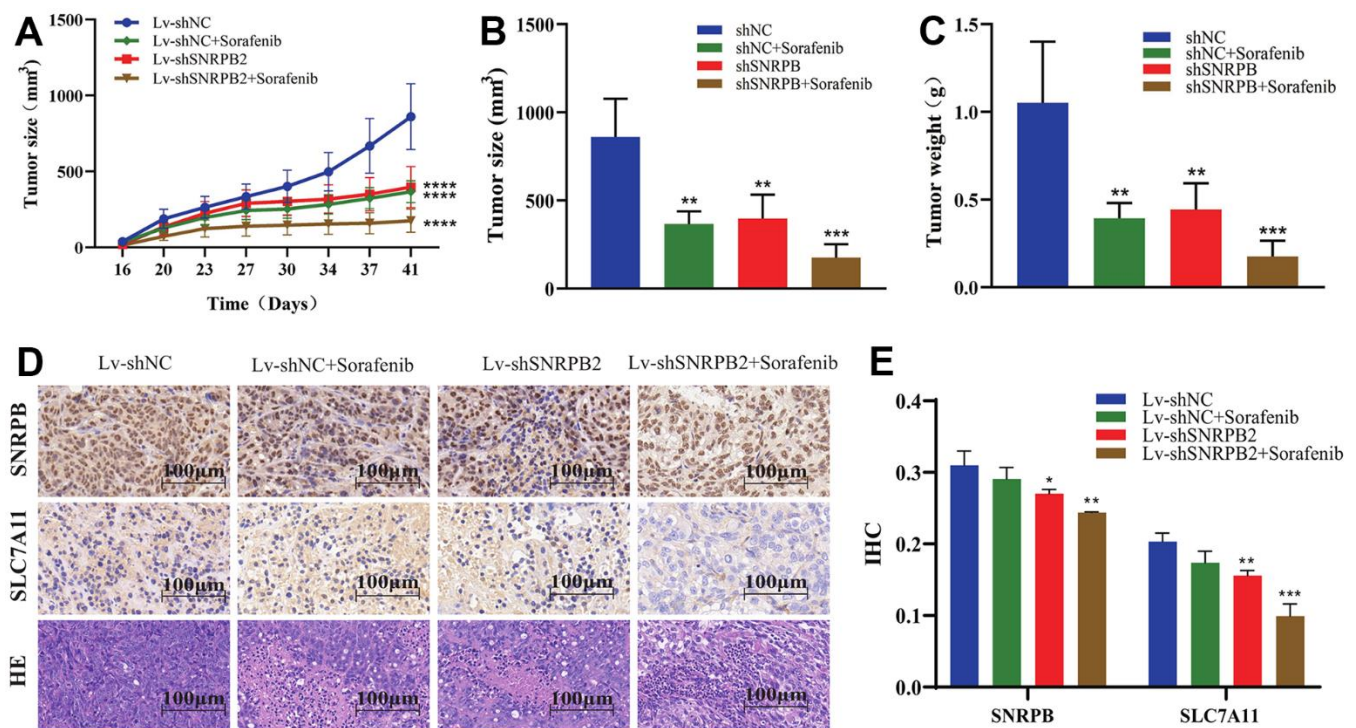 A
Tumor size (mm³)
1500
1000
500
0
16 20 23 27 30 34 37 41
Time (Days)
Lv-shNC
Lv-shNC+Sorafenib
Lv-shSNRPB2
Lv-shSNRPB2+Sorafenib
****
****
****
B
Tumor size (mm³)
1500
1000
500
0
shNC
shNC+Sorafenib
shSNRPB
shSNRPB+Sorafenib
** ** ***
C
Tumor weight (g)
1.5
1.0
0.5
0.0
shNC
shNC+Sorafenib
shSNRPB
shSNRPB+Sorafenib
** ** ***
D
Lv-shNC Lv-shNC+Sorafenib Lv-shSNRPB2 Lv-shSNRPB2+Sorafenib
SNRPB
100μm 100μm 100μm 100μm
SLC7A11
100μm 100μm 100μm 100μm
HE
100μm 100μm 100μm 100μm
E
IHC
0.4
0.3
0.2
0.1
0.0
Lv-shNC
Lv-shNC+Sorafenib
Lv-shSNRPB2
Lv-shSNRPB2+Sorafenib
* ** ** ***
SNRPB SLC7A11